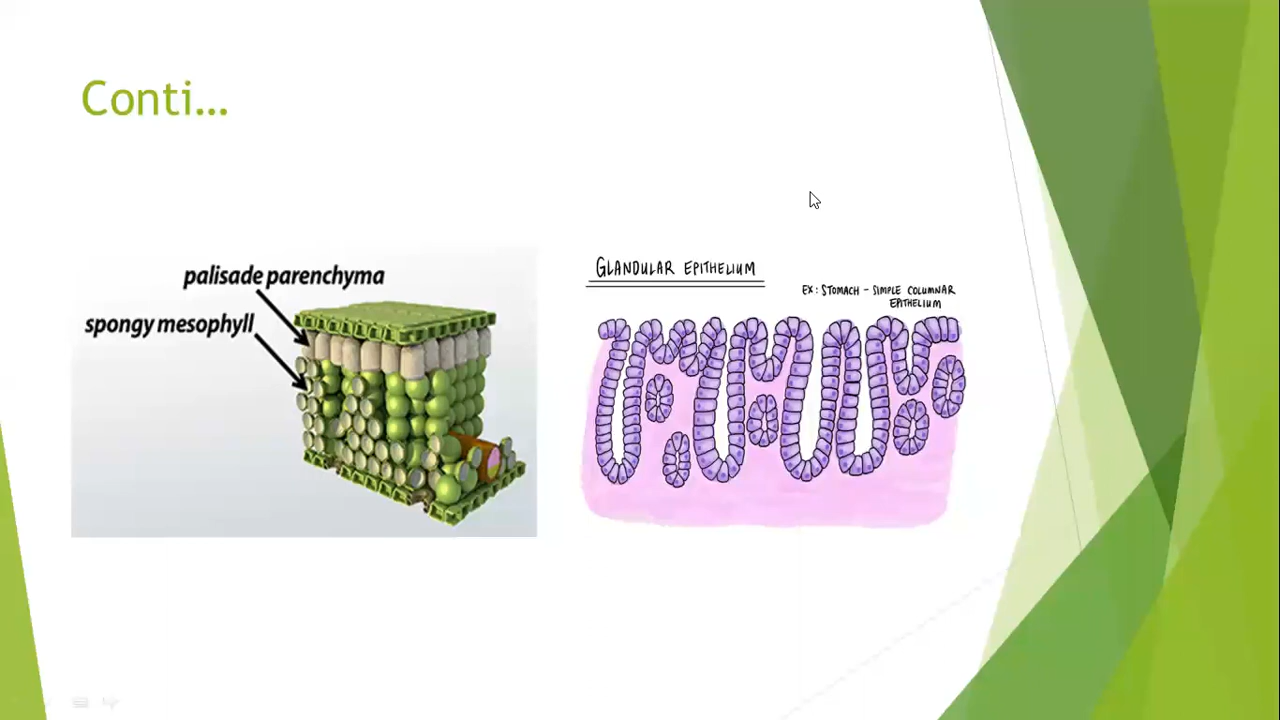 Conti...
palisade parenchyma
spongy mesophyll
GLANDULAR EPITHELIUM
EX: STOMACH - SIMPLE COLUMNAR
EPITHELIUM